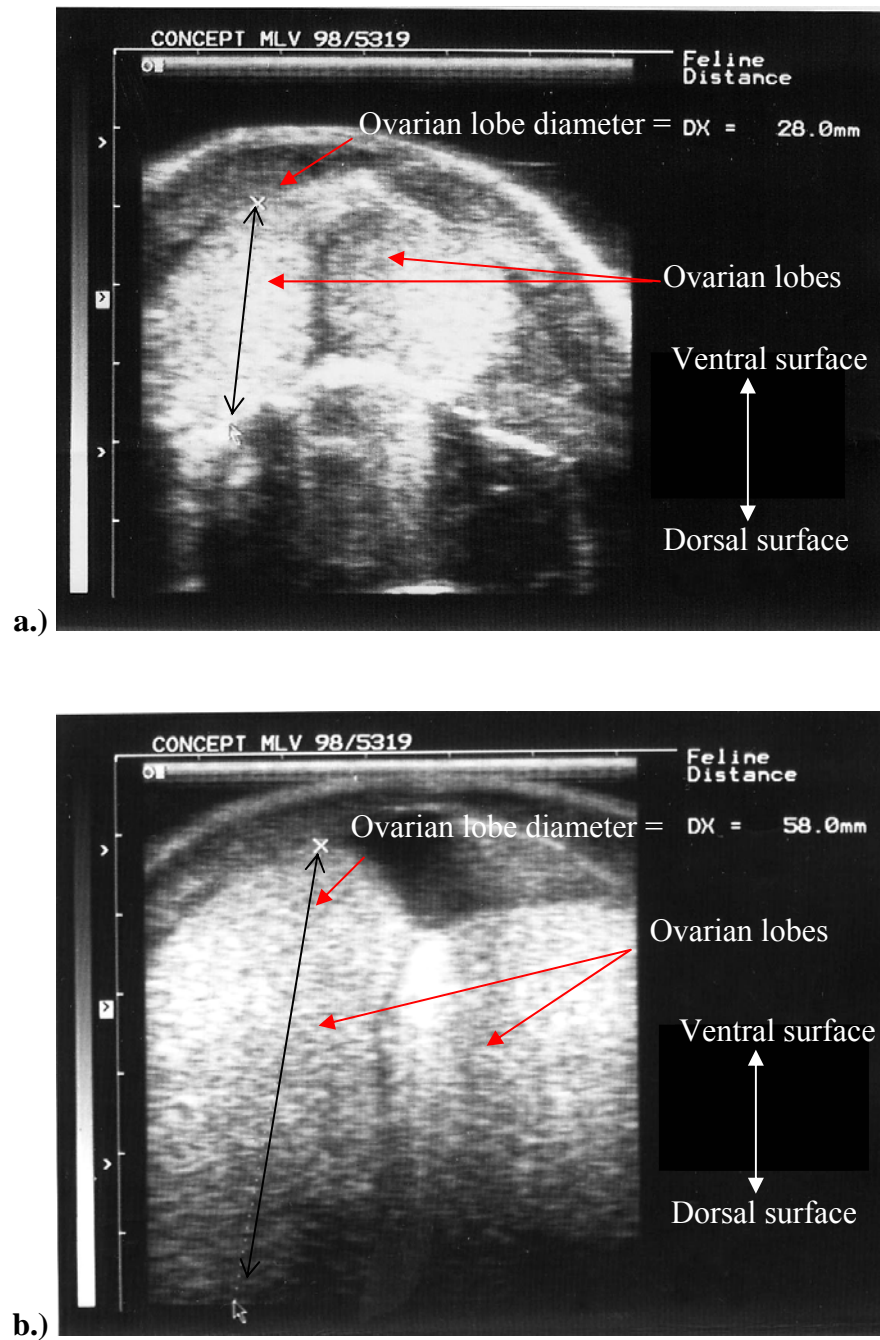 CONCEPT MLV 98/5319
Feline
Distance
Ovarian lobe diameter = DX = 28.0mm
Ovarian lobes
Ventral surface
Dorsal surface
a.)
CONCEPT MLV 98/5319
Feline
Distance
Ovarian lobe diameter = DX = 58.0mm
Ovarian lobes
Ventral surface
Dorsal surface
b.)